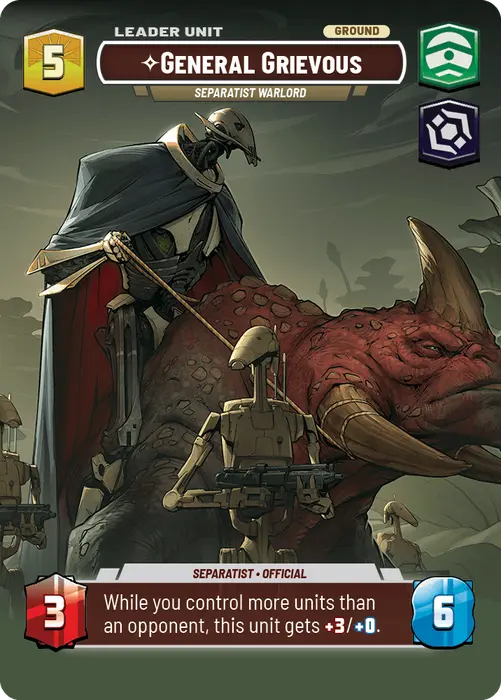 LEADER UNIT
GROUND
5
✧GENERAL GRIEVOUS
SEPARATIST WARLORD
SEPARATIST • OFFICIAL
3
While you control more units than
an opponent, this unit gets +3/+0.
6